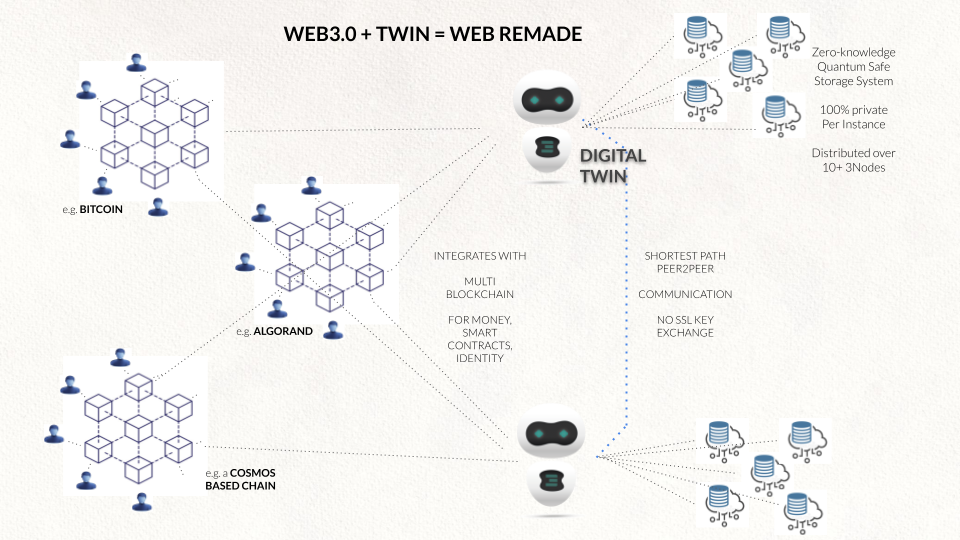 WEB3.0 + TWIN = WEB REMADE
Zero-knowledge
Quantum Safe
Storage System
100% private
Per Instance
Distributed over
10+ 3Nodes
DIGITAL
TWIN
e.g. BITCOIN
e.g. ALGORAND
INTEGRATES WITH
MULTI
BLOCKCHAIN
FOR MONEY,
SMART
CONTRACTS,
IDENTITY
SHORTEST PATH
PEER2PEER
COMMUNICATION
NO SSL KEY
EXCHANGE
e.g. a COSMOS
BASED CHAIN